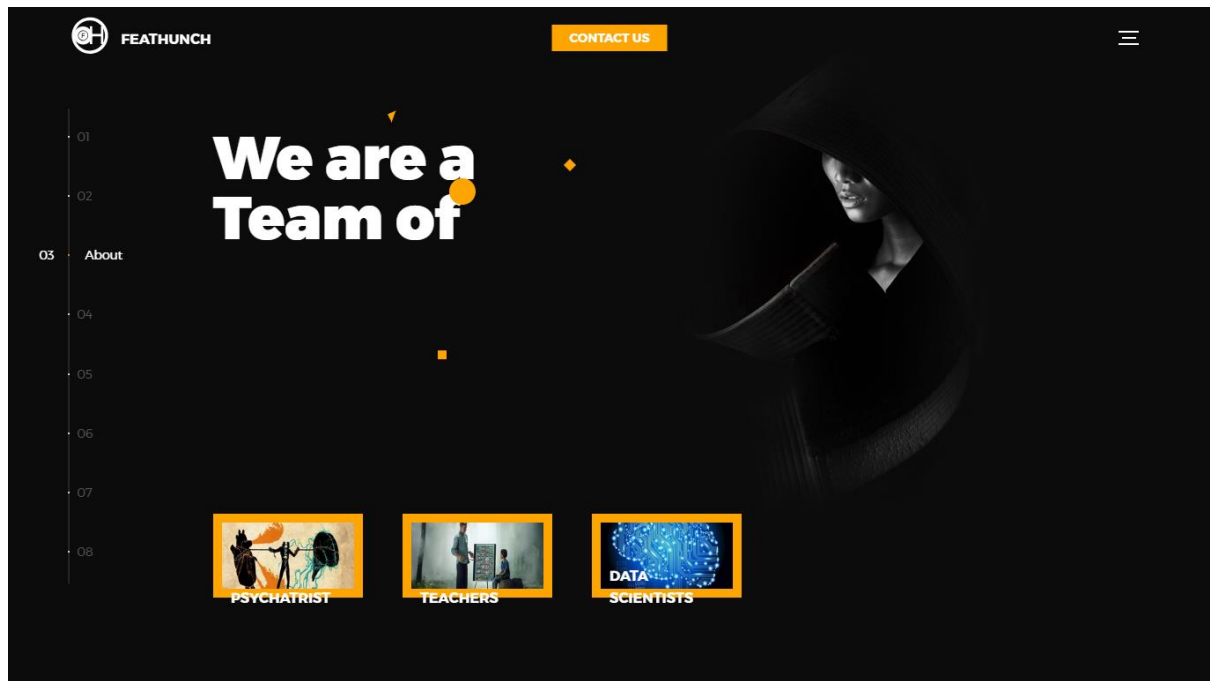 FEATHUNCH
CONTACT US
01
02
03 About
04
05
06
07
08
We are a
Team of
PSYCHATRIST
TEACHERS
DATA
SCIENTISTS